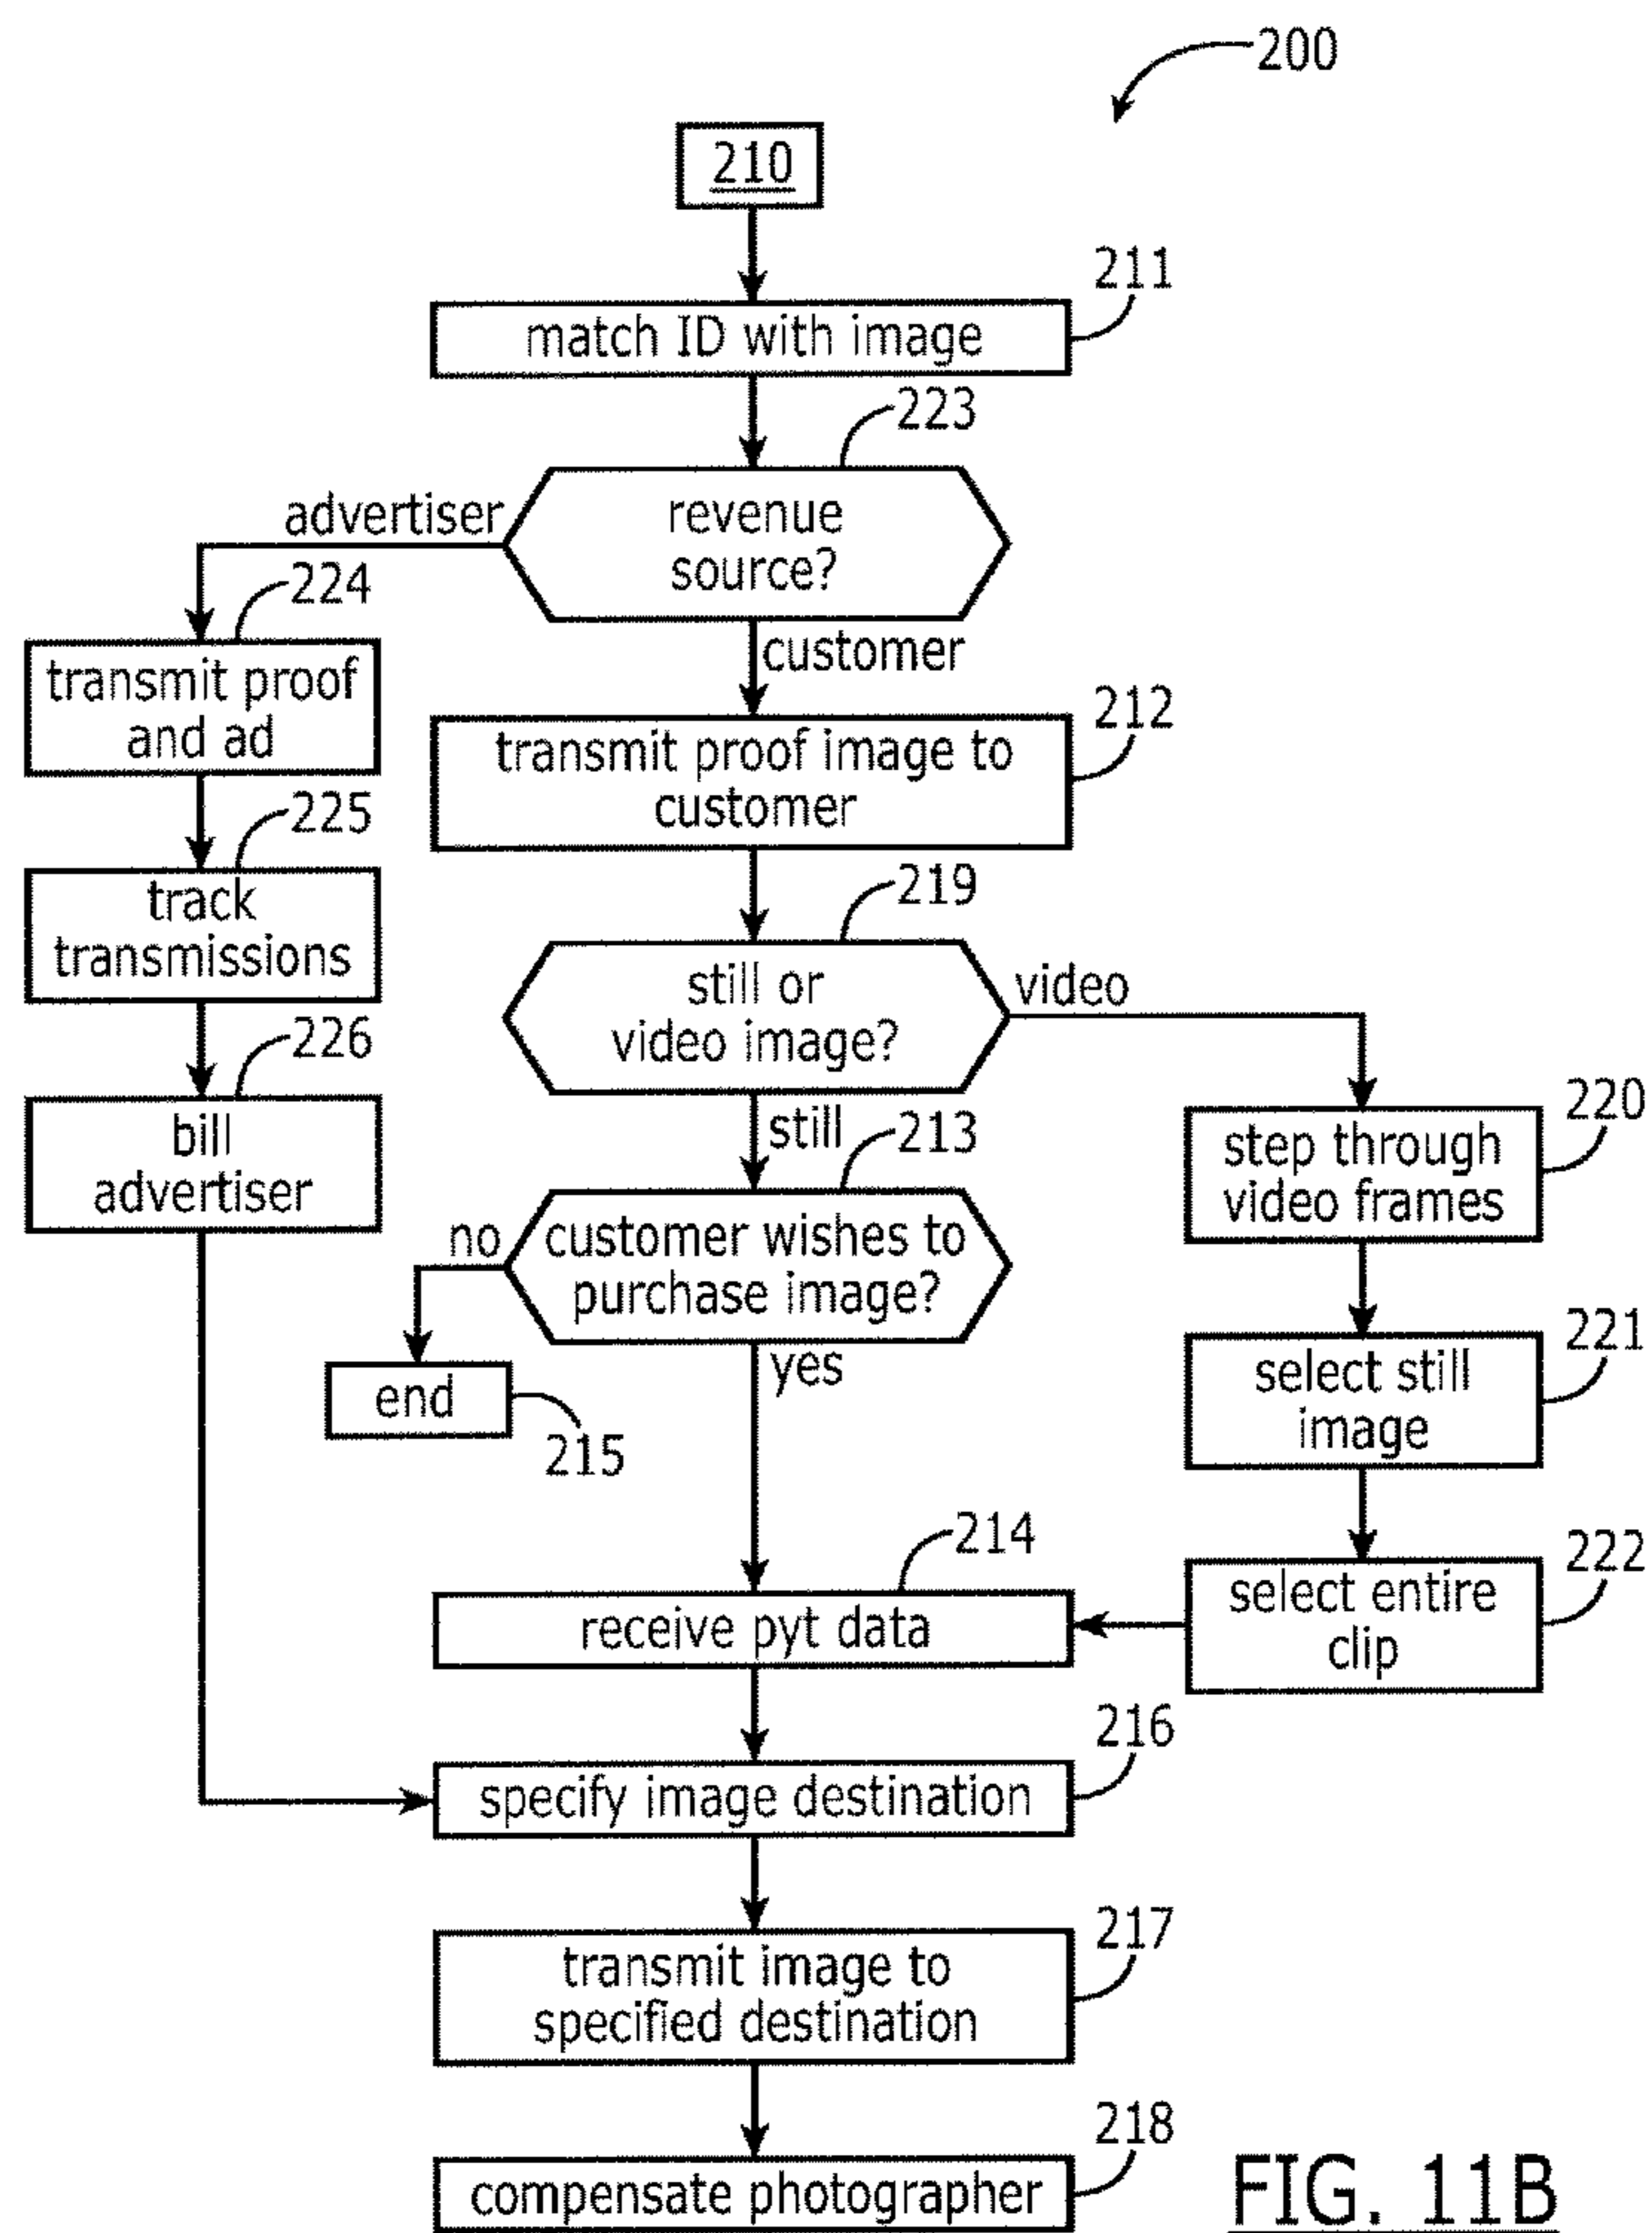 200
210
211
match ID with image
223
advertiser
revenue
source?
224
customer
transmit proof
and ad
212
transmit proof image to
customer
225
track
transmissions
219
still or
video image?
video
226
bill
advertiser
still
213
220
step through
video frames
no
customer wishes to
purchase image?
yes
end
215
221
select still
image
214
receive pyt data
222
select entire
clip
216
specify image destination
217
transmit image to
specified destination
218
compensate photographer
FIG. 11B